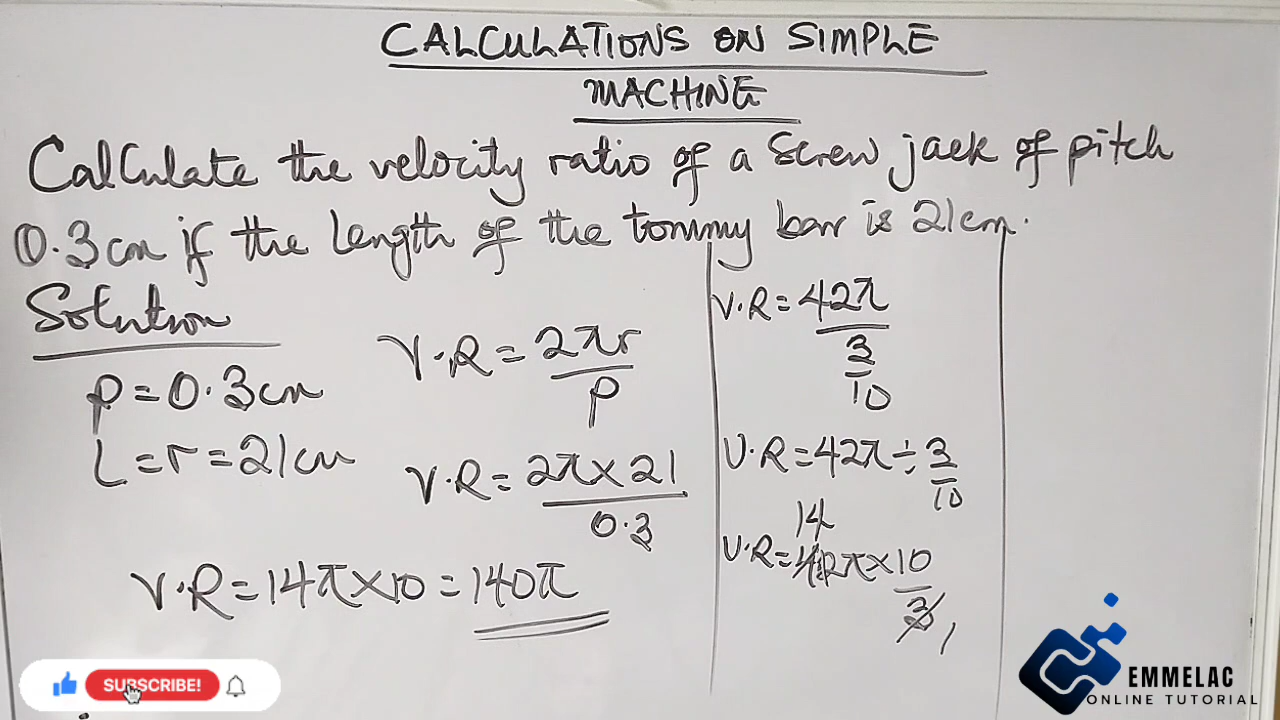 CALCULATIONS ON SIMPLE
MACHINE
Calculate the velocity ratio of a screw jack of pitch
0.3cm if the length of the tommy bar is 21cm.
Solution
P=0.3cm
L=r=21cm
V.R=2πr/P
V.R=2π×21/0.3
V.R=14π×10=140π
V.R=42π/3/10
V.R=42π÷3/10
14
V.R=42π×10/3 1
SUBSCRIBE!
EMMELAC
ONLINE TUTORIAL